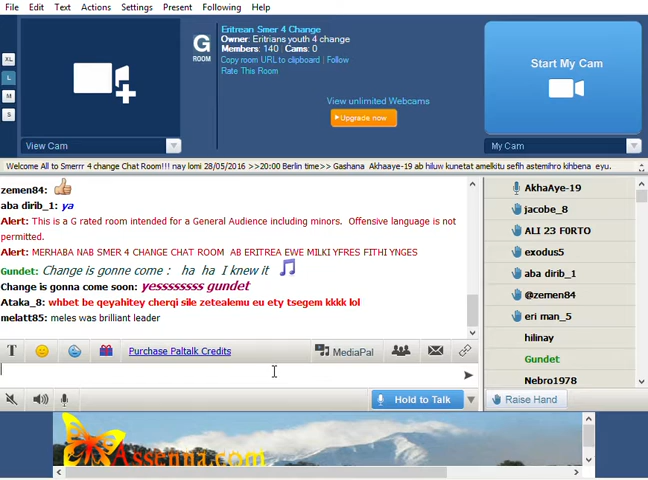 File Edit Text Actions Settings Present Following Help
XL
L
M
S
View Cam
G
ROOM
Eritrean Smer 4 Change
Owner: Eritrians youth 4 change
Members: 140 Cams: 0
Copy room URL to clipboard | Follow
Rate This Room
View unlimited Webcams
Upgrade now
Start My Cam
My Cam
Welcome All to Smerrr 4 change Chat Room!!! nay lomi 28/05/2016 >>20:00 Berlin time>> Gashana Akhaaye-19 ab hiluw kunetat amelkitu sefih astemihro kihbena eyu.
zemen84:
aba dirib_1: ya
Alert: This is a G rated room intended for a General Audience including minors. Offensive language is not
permitted.
Alert: MERHABA NAB SMER 4 CHANGE CHAT ROOM AB ERITREA EWE MILKI YFRES FITHI YNGES
Gundet: Change is gonne come : ha ha I knew it
Change is gonna come soon: yesssssssss gundet
Ataka_8: whbet be qeyahitey cherqi sile zetealemu eu ety tsegem kkkk lol
melatt85: meles was brilliant leader
AkhaAye-19
jacobe_8
ALI 23 F0RTO
exodus5
aba dirib_1
@zemen84
eri man_5
hilinay
Gundet
Nebro1978
T
Purchase Paltalk Credits
MediaPal
Hold to Talk
Raise Hand
Assenna.com